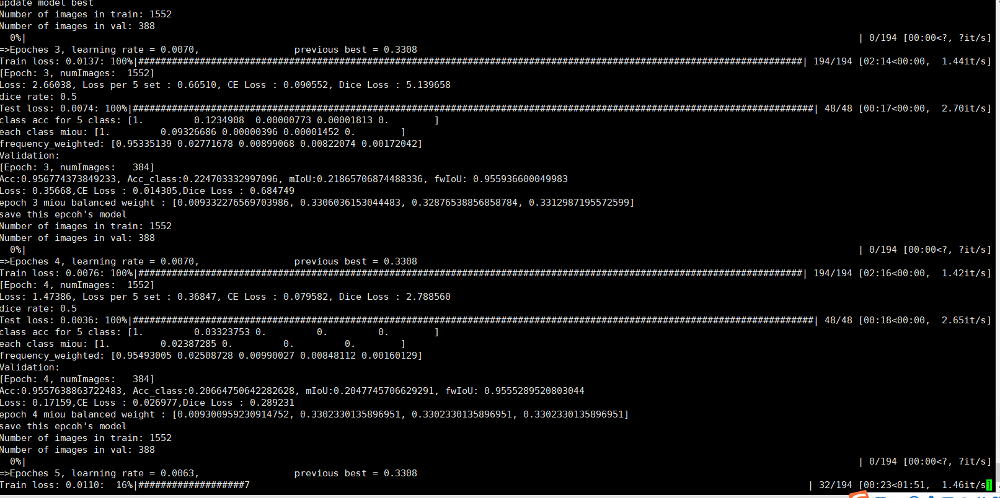 update model best
Number of images in train: 1552
Number of images in val: 388
0%| | 0/194 [00:00<?, ?it/s]
=>Epoches 3, learning rate = 0.0070, previous best = 0.3308
Train loss: 0.0137: 100%|########################################################################################################################| 194/194 [02:14<00:00, 1.44it/s]
[Epoch: 3, numImages: 1552]
Loss: 2.66038, Loss per 5 set : 0.66510, CE Loss : 0.090552, Dice Loss : 5.139658
dice rate: 0.5
Test loss: 0.0074: 100%|##########################################################################################################################| 48/48 [00:17<00:00, 2.70it/s]
class acc for 5 class: [1. 0.1234908 0.00000773 0.00001813 0. ]
each class miou: [1. 0.09326686 0.00000396 0.00001452 0. ]
frequency_weighted: [0.95335139 0.02771678 0.00899068 0.00822074 0.00172042]
Validation:
[Epoch: 3, numImages: 384]
Acc:0.956774373849233, Acc_class:0.224703332997096, mIoU:0.21865706874488336, fwIoU: 0.955936600049983
Loss: 0.35668,CE Loss : 0.014305,Dice Loss : 0.684749
epoch 3 miou balanced weight : [0.009332276569703986, 0.3306036153044483, 0.32876538856858784, 0.3312987195572599]
save this epcoh's model
Number of images in train: 1552
Number of images in val: 388
0%| | 0/194 [00:00<?, ?it/s]
=>Epoches 4, learning rate = 0.0070, previous best = 0.3308
Train loss: 0.0076: 100%|########################################################################################################################| 194/194 [02:16<00:00, 1.42it/s]
[Epoch: 4, numImages: 1552]
Loss: 1.47386, Loss per 5 set : 0.36847, CE Loss : 0.079582, Dice Loss : 2.788560
dice rate: 0.5
Test loss: 0.0036: 100%|##########################################################################################################################| 48/48 [00:18<00:00, 2.65it/s]
class acc for 5 class: [1. 0.03323753 0. 0. 0. ]
each class miou: [1. 0.02387285 0. 0. 0. ]
frequency_weighted: [0.95493005 0.02508728 0.00990027 0.00848112 0.00160129]
Validation:
[Epoch: 4, numImages: 384]
Acc:0.9557638863722483, Acc_class:0.20664750642282628, mIoU:0.2047745706629291, fwIoU: 0.9555289520803044
Loss: 0.17159,CE Loss : 0.026977,Dice Loss : 0.289231
epoch 4 miou balanced weight : [0.009300959230914752, 0.3302330135896951, 0.3302330135896951, 0.3302330135896951]
save this epcoh's model
Number of images in train: 1552
Number of images in val: 388
0%| | 0/194 [00:00<?, ?it/s]
=>Epoches 5, learning rate = 0.0063, previous best = 0.3308
Train loss: 0.0110: 16%|###################7 | 32/194 [00:23<01:51, 1.46it/s]